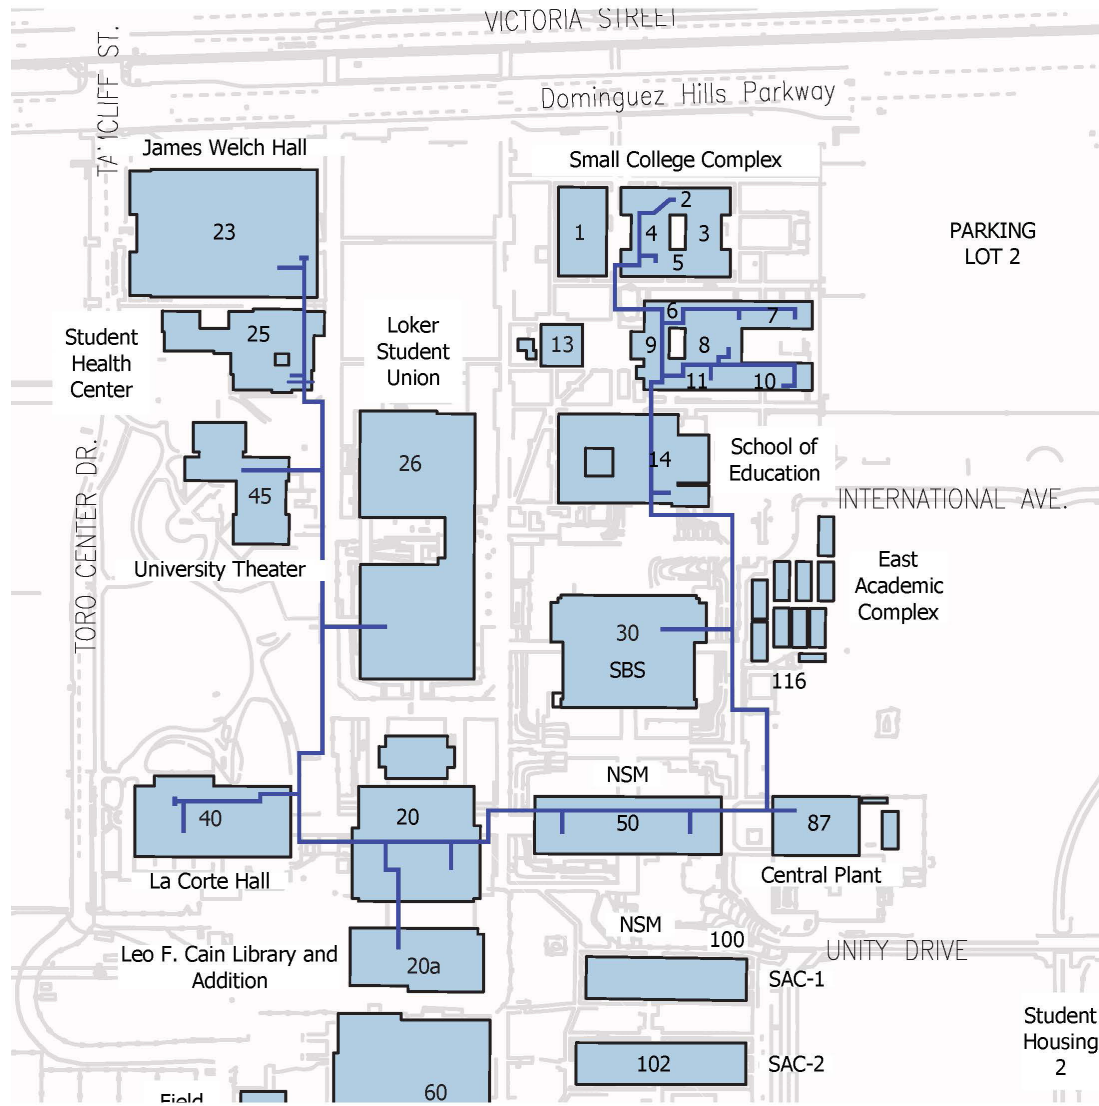 VICTORIA STREET
Dominguez Hills Parkway
James Welch Hall
Small College Complex
23
1
2
4
3
5
PARKING
LOT 2
Student
Health
Center
25
Loker
Student
Union
13
6
7
9
8
11
10
TORO CENTER DR.
45
University Theater
26
14
School of
Education
INTERNATIONAL AVE.
East
Academic
Complex
30
SBS
116
40
La Corte Hall
20
NSM
50
87
Central Plant
Leo F. Cain Library and
Addition
20a
NSM
100
UNITY DRIVE
SAC-1
102
SAC-2
Student
Housing
2
60
Field